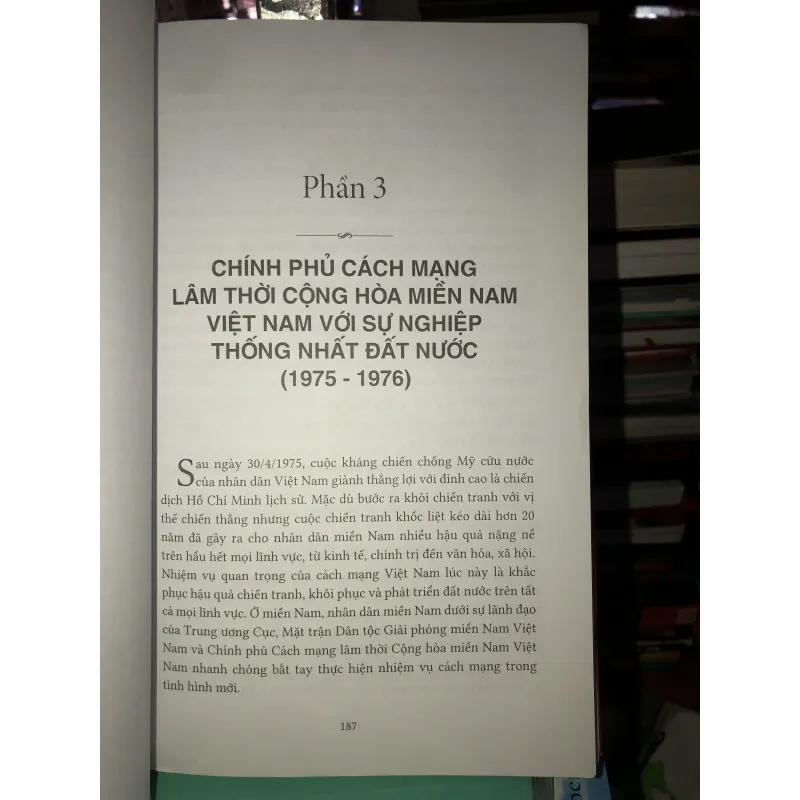 Phần 3
CHÍNH PHỦ CÁCH MẠNG
LÂM THỜI CỘNG HÒA MIỀN NAM
VIỆT NAM VỚI SỰ NGHIỆP
THỐNG NHẤT ĐẤT NƯỚC
(1975 - 1976)
Sau ngày 30/4/1975, cuộc kháng chiến chống Mỹ cứu nước
của nhân dân Việt Nam giành thắng lợi với đỉnh cao là chiến
dịch Hồ Chí Minh lịch sử. Mặc dù bước ra khỏi chiến tranh với vị
thế chiến thắng nhưng cuộc chiến tranh khốc liệt kéo dài hơn 20
năm đã gây ra cho nhân dân miền Nam nhiều hậu quả nặng nề
trên hầu hết mọi lĩnh vực, từ kinh tế, chính trị đến văn hóa, xã hội.
Nhiệm vụ quan trọng của cách mạng Việt Nam lúc này là khắc
phục hậu quả chiến tranh, khôi phục và phát triển đất nước trên tất
cả mọi lĩnh vực. Ở miền Nam, nhân dân miền Nam dưới sự lãnh đạo
của Trung ương Cục, Mặt trận Dân tộc Giải phóng miền Nam Việt
Nam và Chính phủ Cách mạng lâm thời Cộng hòa miền Nam Việt
Nam nhanh chóng bắt tay thực hiện nhiệm vụ cách mạng trong
tình hình mới.
187